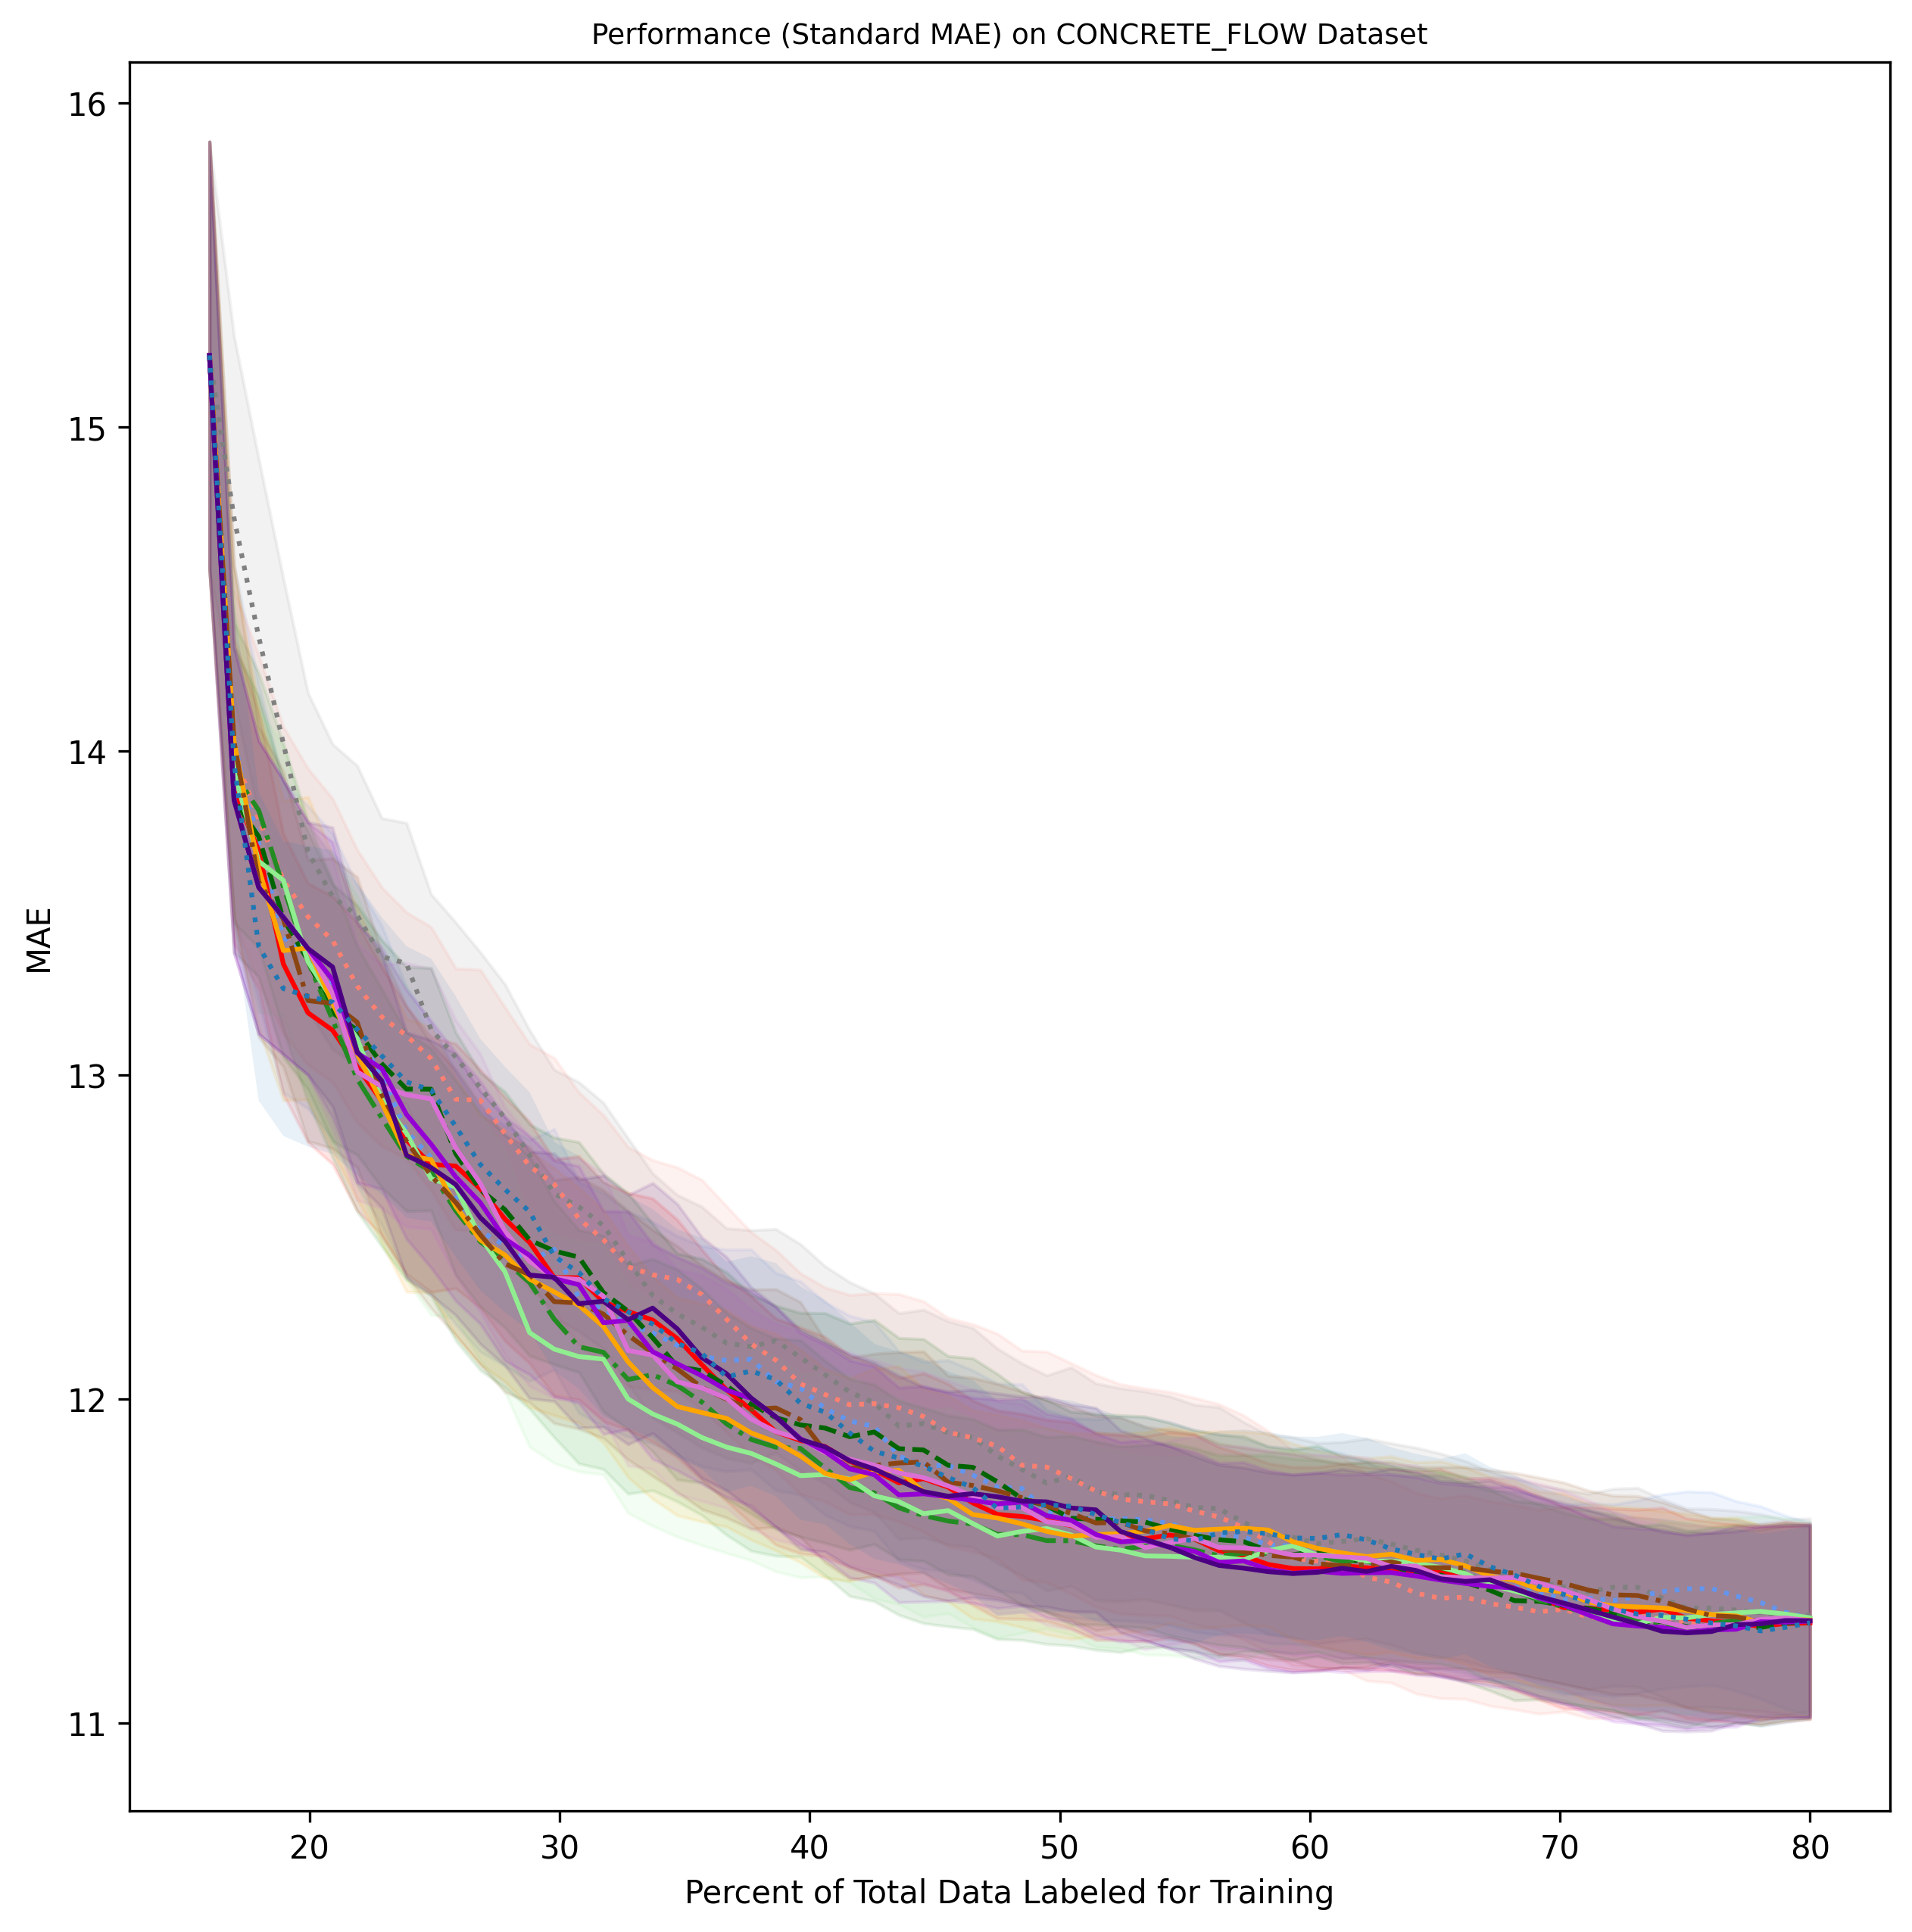 Performance (Standard MAE) on CONCRETE_FLOW Dataset
16
15
14
13
12
11
MAE
20 30 40 50 60 70 80
Percent of Total Data Labeled for Training